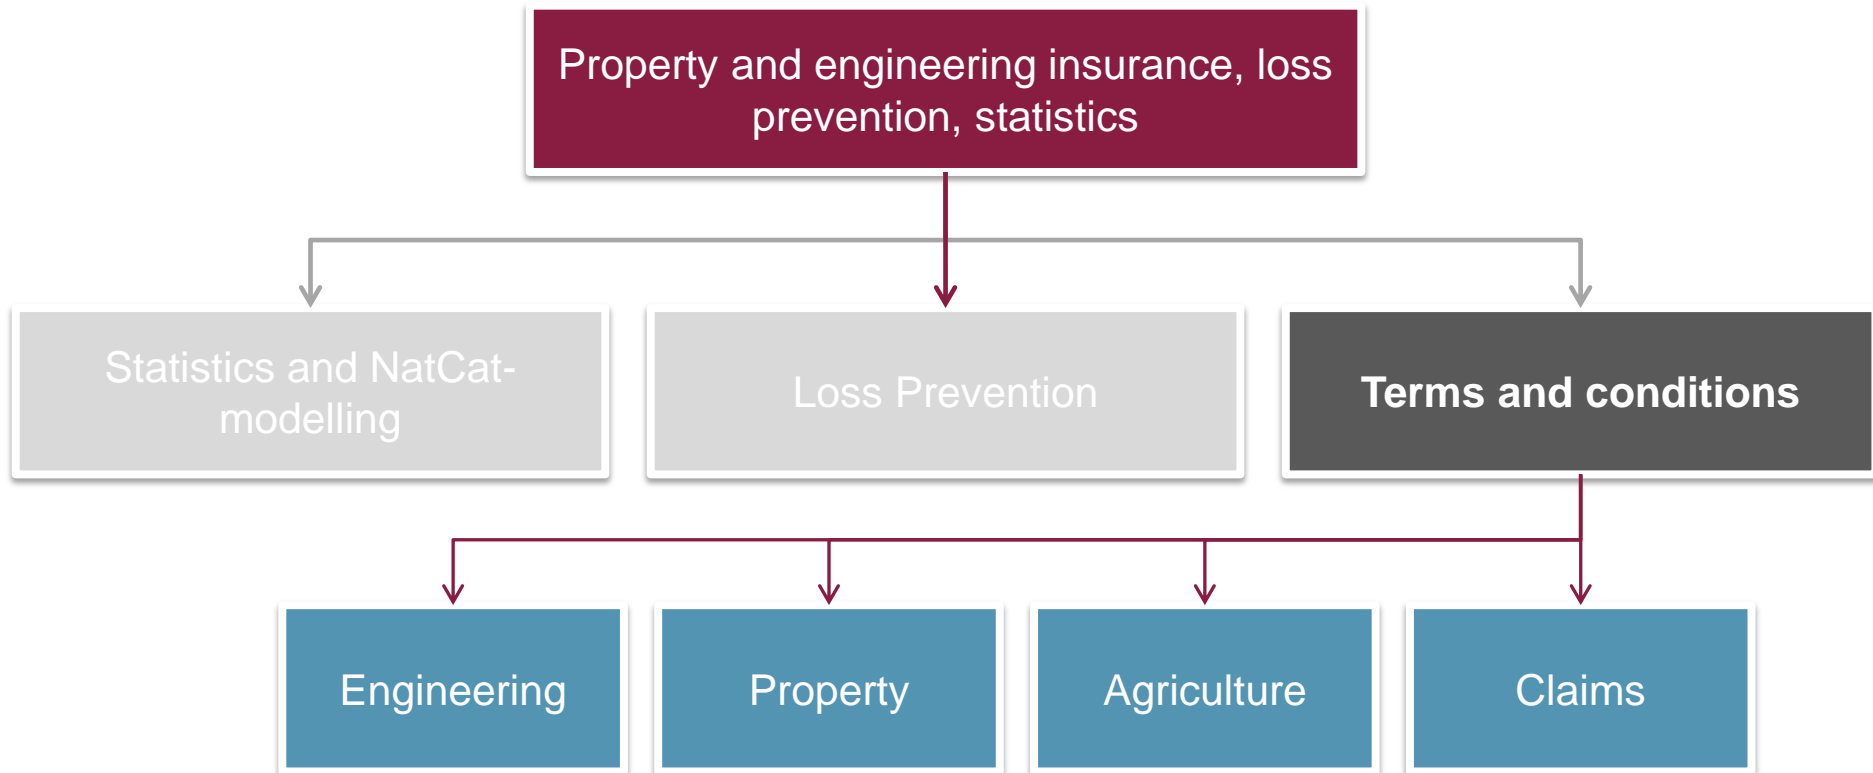 Property and engineering insurance, loss
prevention, statistics
Statistics and NatCat-
modelling
Loss Prevention
Terms and conditions
Engineering
Property
Agriculture
Claims